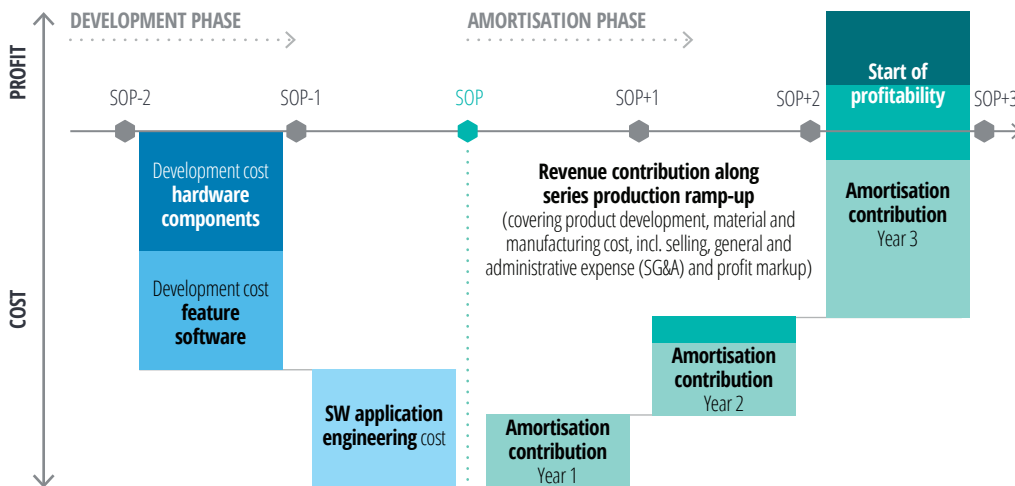 DEVELOPMENT PHASE
AMORTISATION PHASE
PROFIT
COST
SOP-2
SOP-1
SOP
SOP+1
SOP+2
SOP+3
Start of
profitability
Development cost
hardware
components
Development cost
feature
software
SW application
engineering cost
Revenue contribution along
series production ramp-up
(covering product development, material and
manufacturing cost, incl. selling, general and
administrative expense (SG&A) and profit markup)
Amortisation
contribution
Year 1
Amortisation
contribution
Year 2
Amortisation
contribution
Year 3